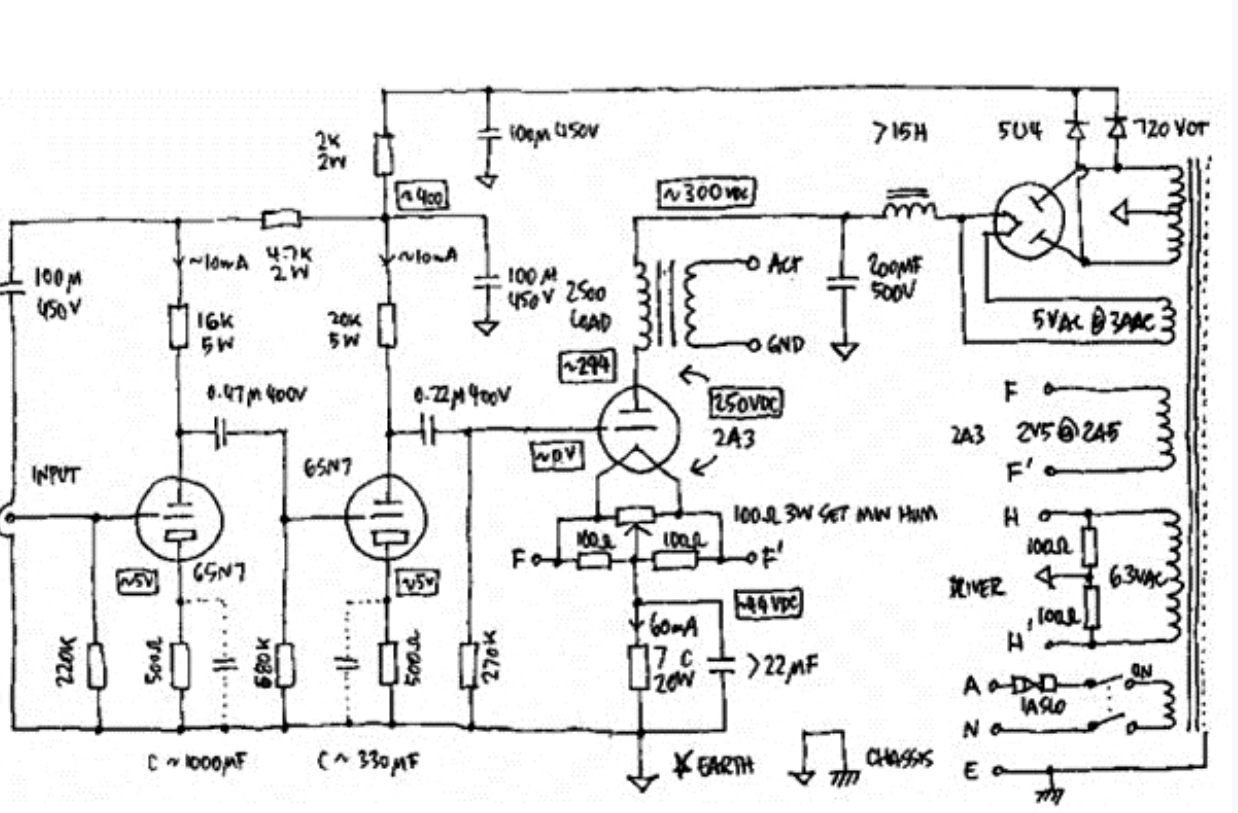 >15H
5U4
720 VCT
2K
2W
100µ 450V
~400
~300VDC
~10mA
4.7K
2W
~10mA
100µ
450V
100µ
450V
16K
5W
20K
5W
2500
LOAD
ACT
GND
200MF
500V
5VAC @ 3AAC
~294
250VDC
0.47µ 400V
0.22µ 400V
2A3
~0V
2A3
F
2V5 @ 2A5
F'
INPUT
6SN7
6SN7
~5V
~5V
100Ω 3W SET MIN HUM
F
100Ω
100Ω
F'
~44VDC
60mA
20W
>22µF
220K
500Ω
680K
500Ω
270K
C ~1000µF
C ~ 330µF
EARTH
CHASSIS
H
100Ω
DRIVER
6.3VAC
100Ω
H'
A
ON
N
E